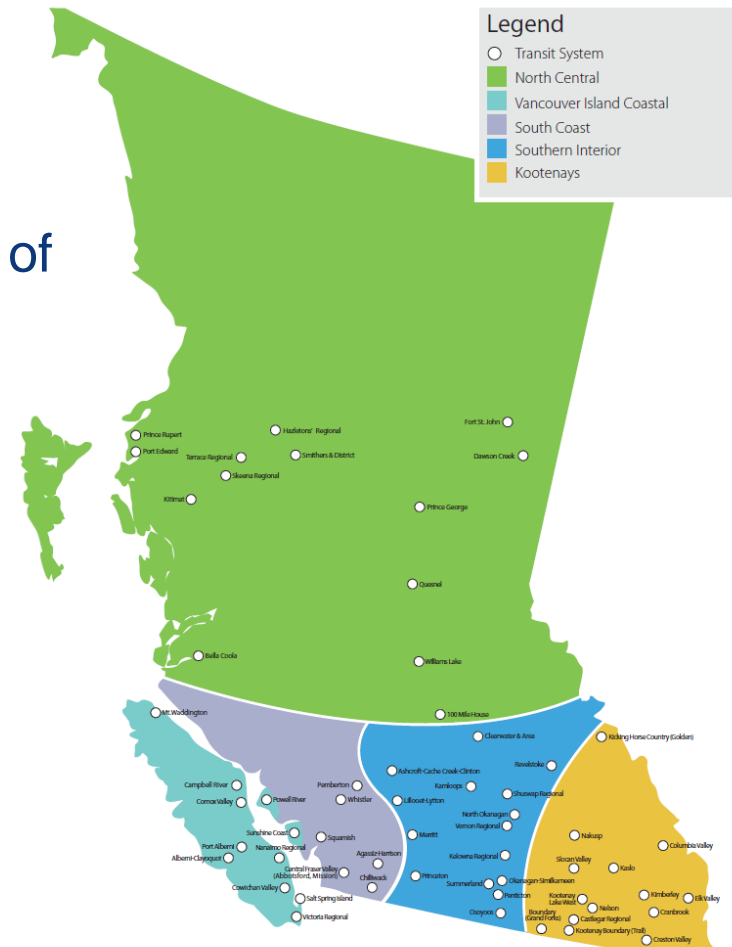 Legend
Transit System
North Central
Vancouver Island Coastal
South Coast
Southern Interior
Kootenays
of
Prince Rupert
Port Edward
Hazletons' Regional
Terrace Regional
Smithers & District
Skeena Regional
Kitimat
Fort St. John
Dawson Creek
Prince George
Quesnel
Bella Coola
Williams Lake
100 Mile House
Mt. Waddington
Campbell River
Comox Valley
Powell River
Pemberton
Whistler
Sunshine Coast
Squamish
Port Alberni
Nanaimo Regional
Alberni-Clayoquot
Agassiz-Harrison
Central Fraser Valley
(Abbotsford, Mission)
Chilliwack
Cowichan Valley
Salt Spring Island
Victoria Regional
Clearwater & Area
Ashcroft-Cache Creek-Clinton
Revelstoke
Kamloops
Lillooet-Lytton
Shuswap Regional
North Okanagan
Vernon Regional
Merritt
Kelowna Regional
Princeton
Summerland
Okanagan-Similkameen
Penticton
Osoyoos
Kicking Horse Country (Golden)
Nakusp
Columbia Valley
Slocan Valley
Kaslo
Kootenay
Lake West
Nelson
Kimberley
Elk Valley
Cranbrook
Boundary
(Grand Forks)
Castlegar Regional
Kootenay Boundary (Trail)
Creston Valley